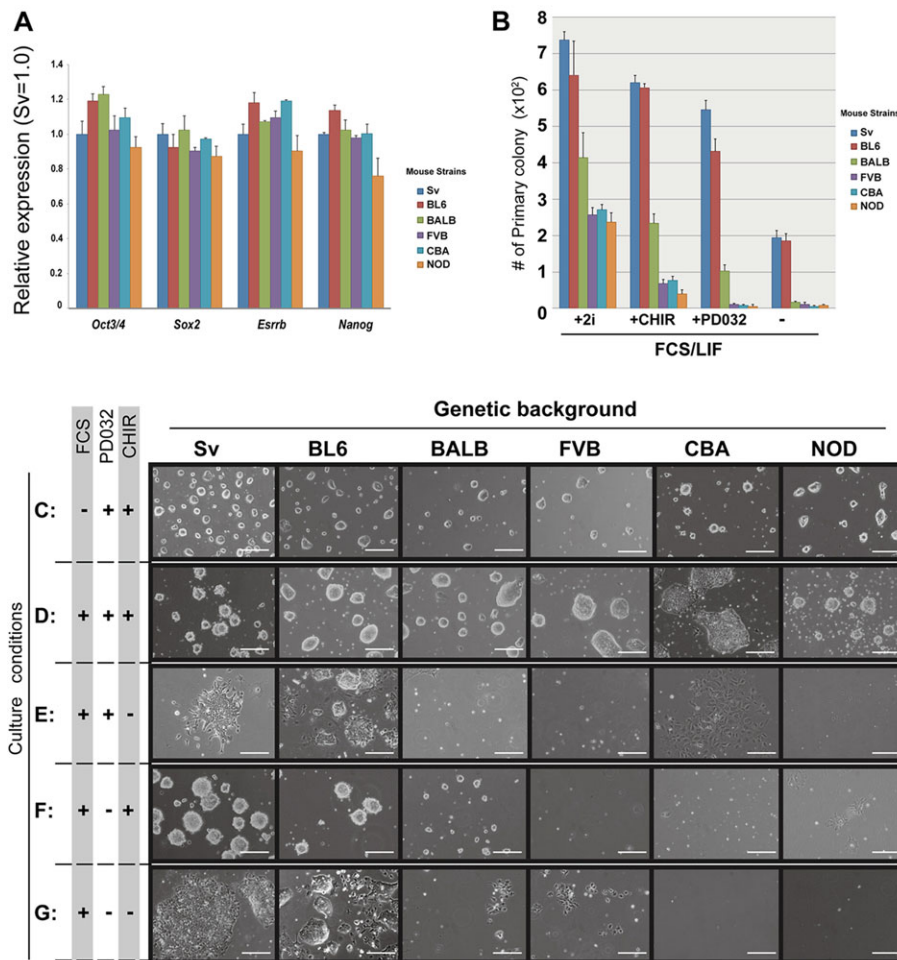 A
Relative expression (Sv=1.0)
1.4
1.2
1.0
0.8
0.6
0.4
0.2
0
Oct3/4 Sox2 Esrrb Nanog
Mouse Strains
Sv
BL6
BALB
FVB
CBA
NOD
B
# of Primary colony (x10²)
8
7
6
5
4
3
2
1
0
+2i +CHIR +PD032 -
FCS/LIF
Mouse Strains
Sv
BL6
BALB
FVB
CBA
NOD
Genetic background
FCS PD032 CHIR
Sv BL6 BALB FVB CBA NOD
Culture conditions
C: - + +
D: + + +
E: + + -
F: + - +
G: + - -